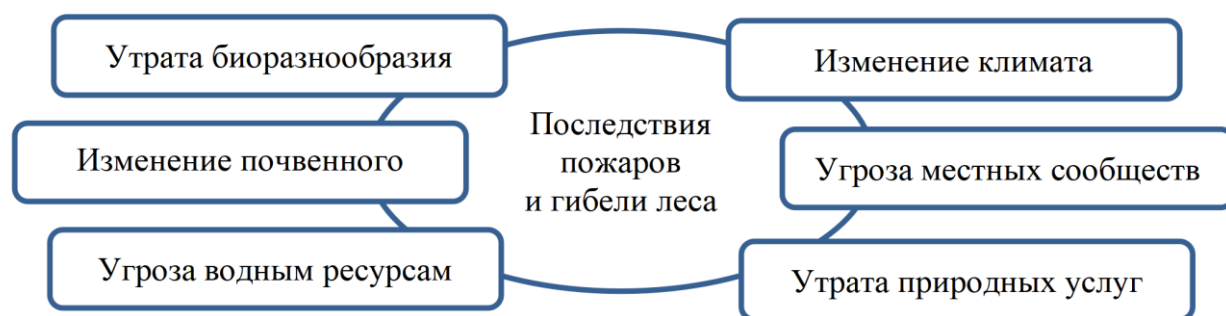 Утрата биоразнообразия
Изменение климата
Последствия
пожаров
и гибели леса
Изменение почвенного
Угроза местных сообществ
Угроза водным ресурсам
Утрата природных услуг